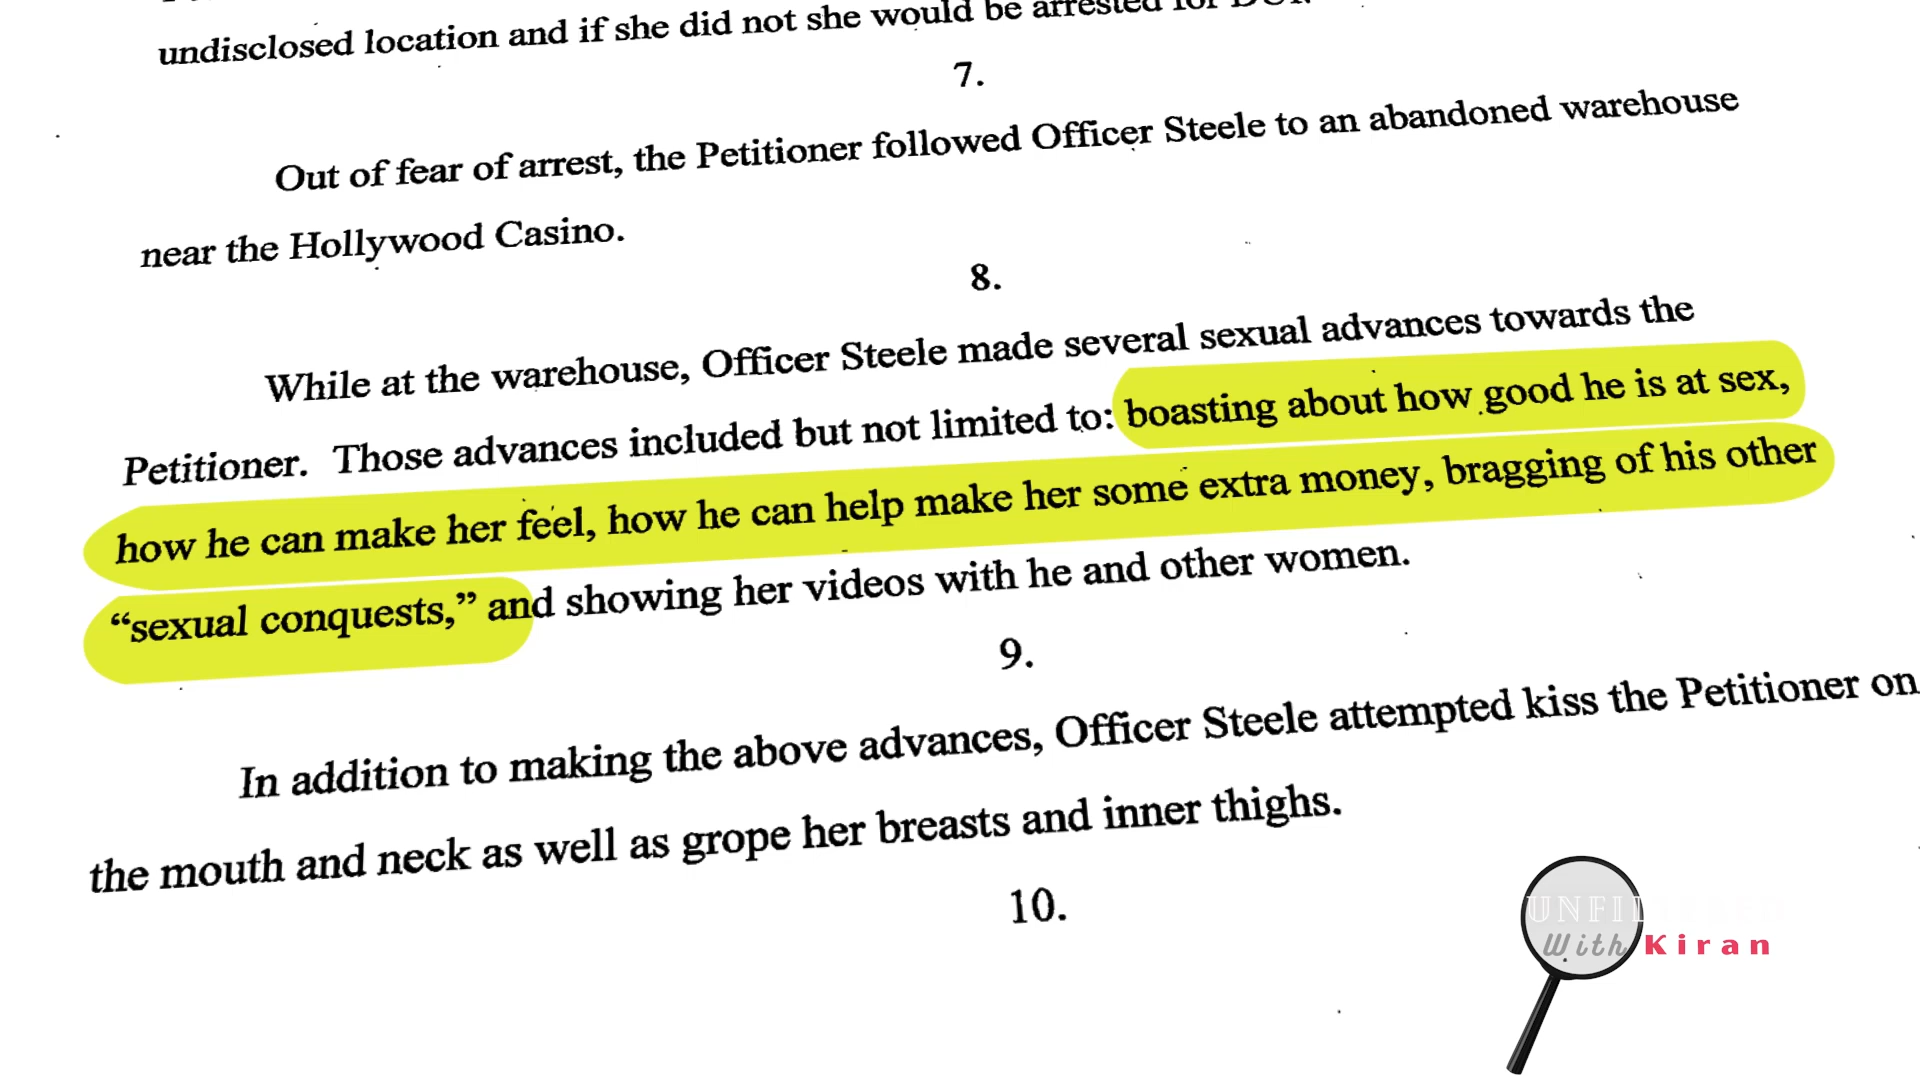 undisclosed location and if she did not she would be arrested for DUI.
7.
Out of fear of arrest, the Petitioner followed Officer Steele to an abandoned warehouse
near the Hollywood Casino.
8.
While at the warehouse, Officer Steele made several sexual advances towards the
Petitioner. Those advances included but not limited to: boasting about how good he is at sex,
how he can make her feel, how he can help make her some extra money, bragging of his other
“sexual conquests,” and showing her videos with he and other women.
9.
In addition to making the above advances, Officer Steele attempted kiss the Petitioner on
the mouth and neck as well as grope her breasts and inner thighs.
10.
UNFIL
With Kiran